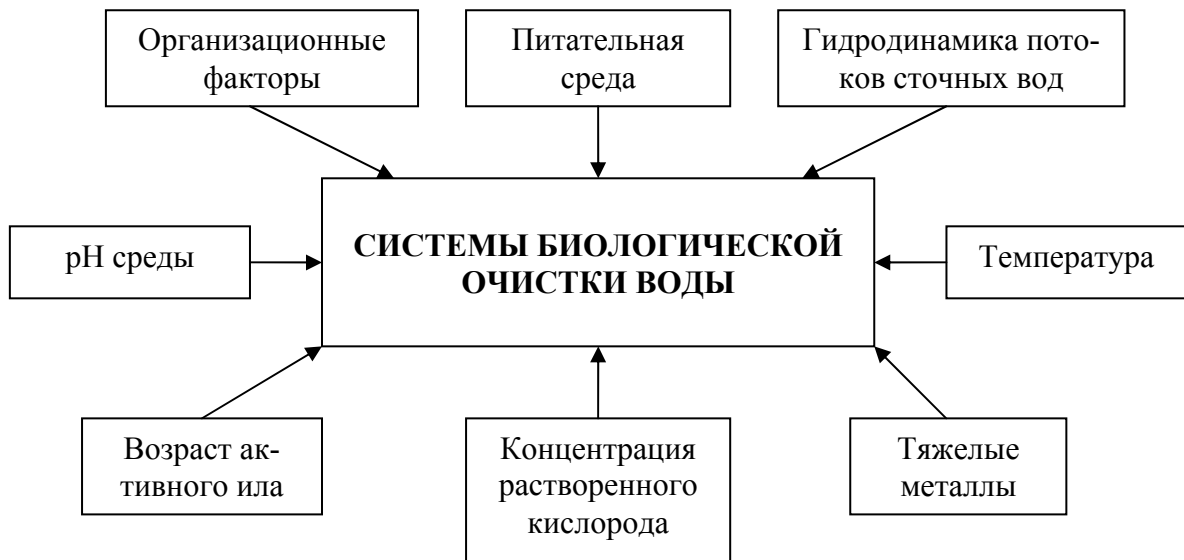 Организационные
факторы
Питательная
среда
Гидродинамика пото-
ков сточных вод
pH среды
СИСТЕМЫ БИОЛОГИЧЕСКОЙ
ОЧИСТКИ ВОДЫ
Температура
Возраст ак-
тивного ила
Концентрация
растворенного
кислорода
Тяжелые
металлы